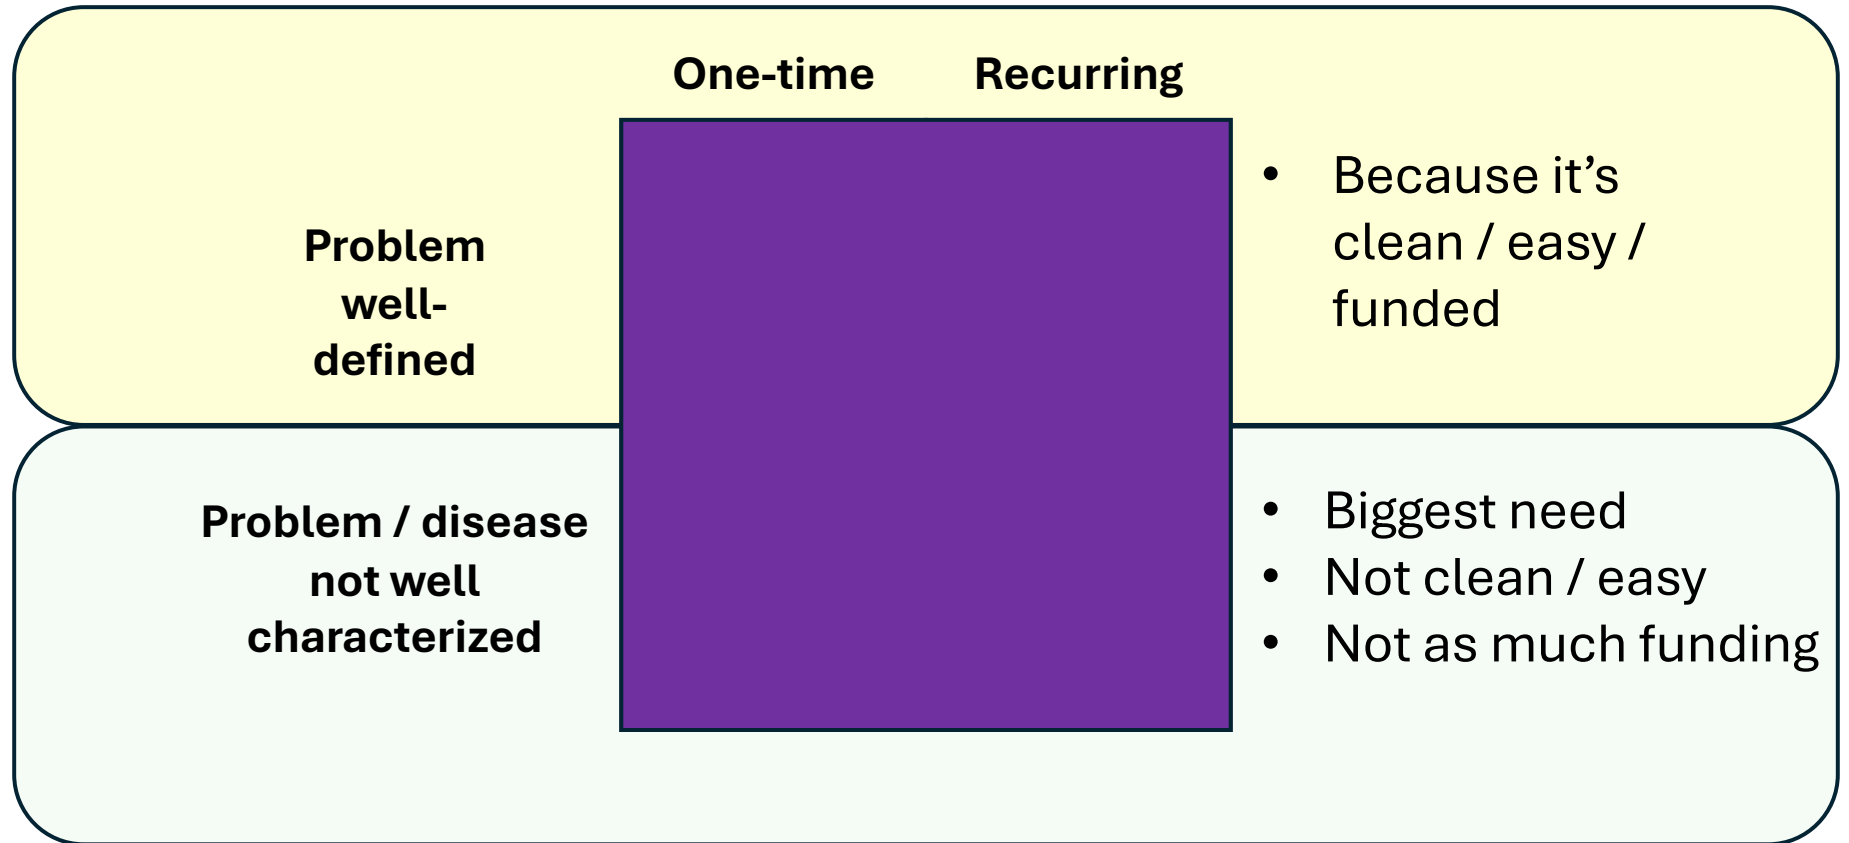 One-time Recurring
Problem
well-
defined
• Because it’s
clean / easy /
funded
Problem / disease
not well
characterized
• Biggest need
• Not clean / easy
• Not as much funding